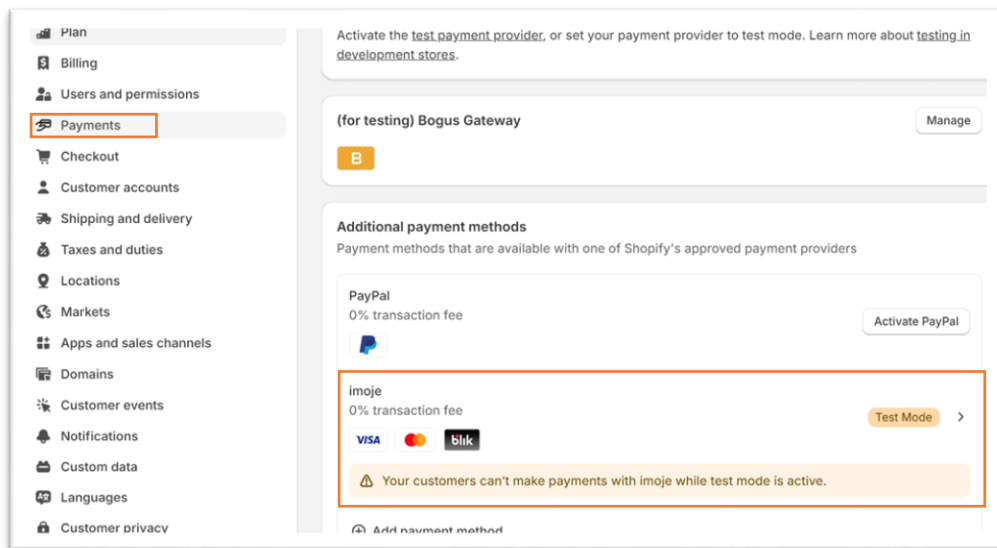 Plan
Billing
Users and permissions
Payments
Checkout
Customer accounts
Shipping and delivery
Taxes and duties
Locations
Markets
Apps and sales channels
Domains
Customer events
Notifications
Custom data
Languages
Customer privacy
Activate the test payment provider, or set your payment provider to test mode. Learn more about testing in
development stores.
(for testing) Bogus Gateway
Manage
B
Additional payment methods
Payment methods that are available with one of Shopify's approved payment providers
PayPal
0% transaction fee
Activate PayPal
imoje
0% transaction fee
Test Mode
VISA
blik
Your customers can't make payments with imoje while test mode is active.
Add payment method